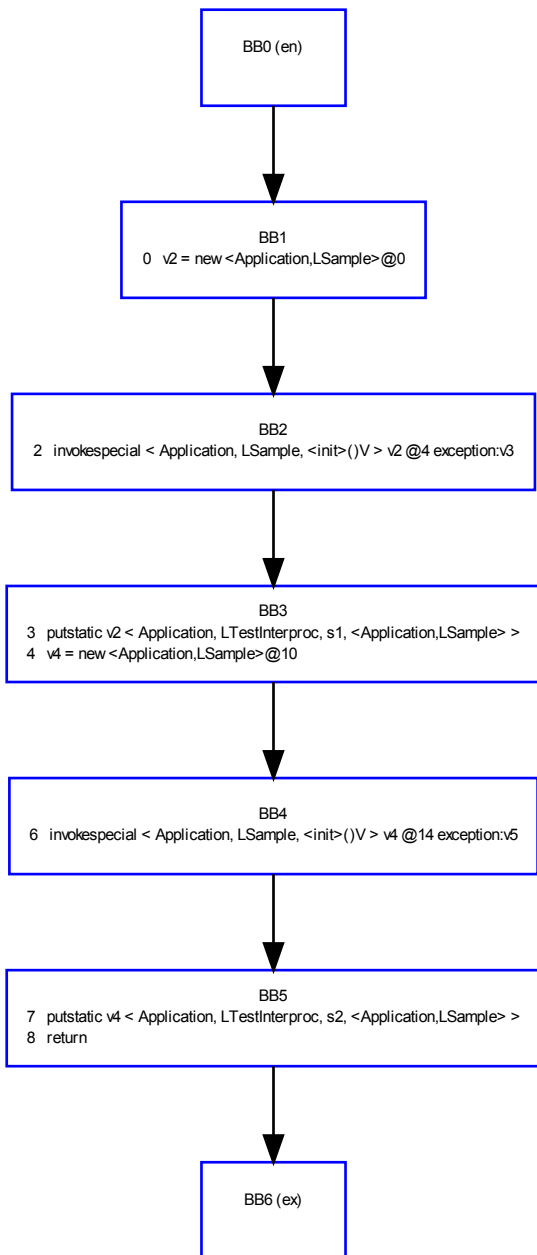 BB0 (en)
BB1
0 v2 = new <Application,LSample>@0
BB2
2 invokespecial < Application, LSample, <init>()V > v2 @4 exception:v3
BB3
3 putstatic v2 < Application, LTestInterproc, s1, <Application,LSample> >
4 v4 = new <Application,LSample>@10
BB4
6 invokespecial < Application, LSample, <init>()V > v4 @14 exception:v5
BB5
7 putstatic v4 < Application, LTestInterproc, s2, <Application,LSample> >
8 return
BB6 (ex)